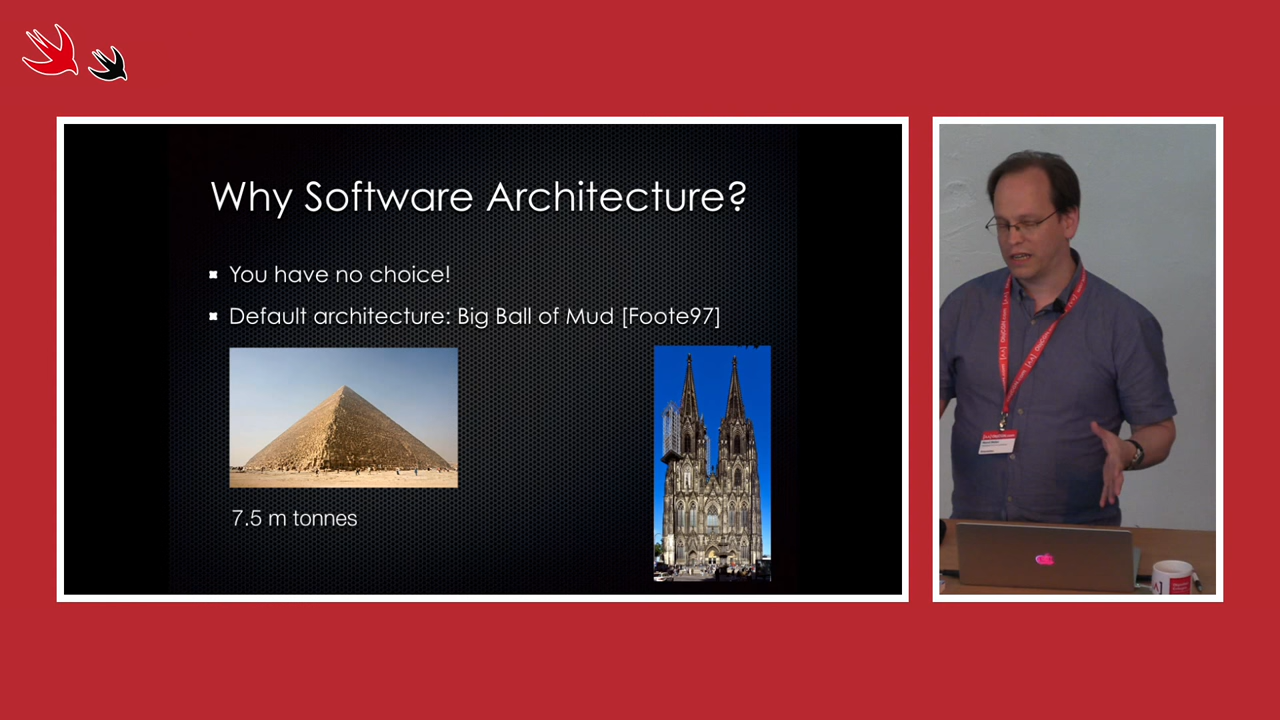 Why Software Architecture?
You have no choice!
Default architecture: Big Ball of Mud [Foote97]
7.5 m tonnes